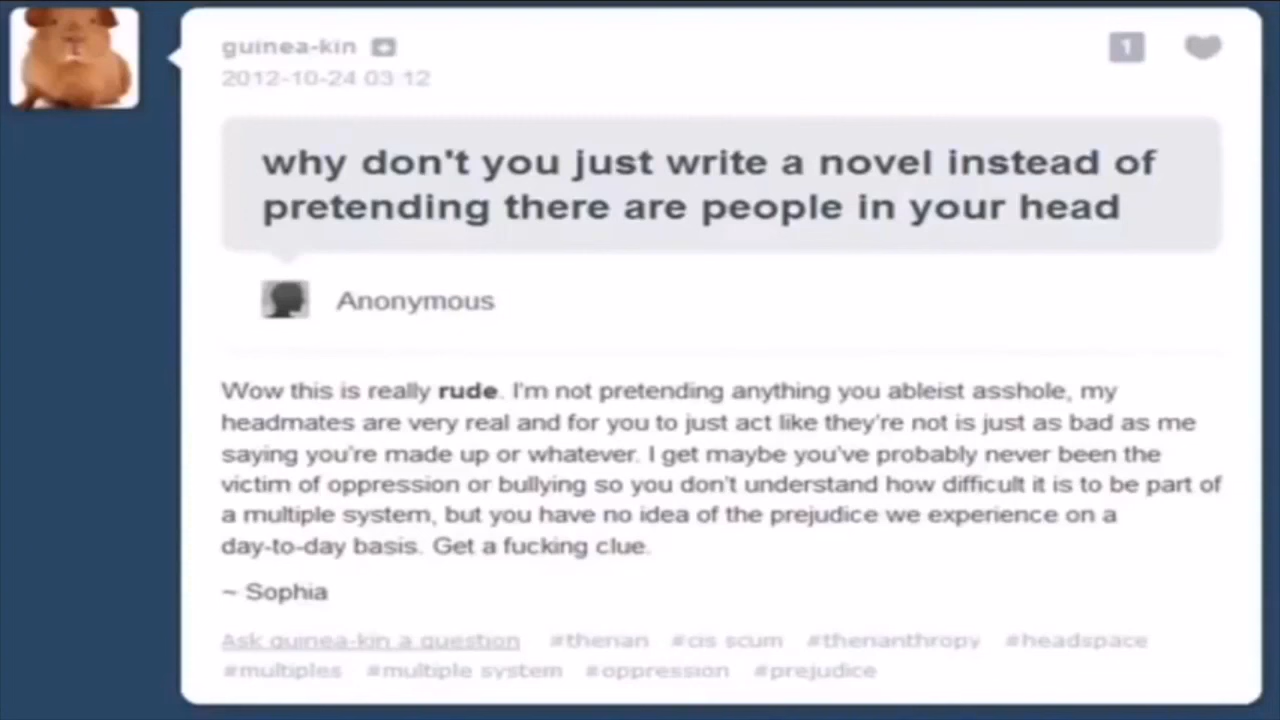 guinea-kin
1
2012-10-24 03 12
why don't you just write a novel instead of
pretending there are people in your head
Anonymous
Wow this is really rude. I'm not pretending anything you ableist asshole, my
headmates are very real and for you to just act like they're not is just as bad as me
saying you're made up or whatever. I get maybe you've probably never been the
victim of oppression or bullying so you don't understand how difficult it is to be part of
a multiple system, but you have no idea of the prejudice we experience on a
day-to-day basis. Get a fucking clue.
~ Sophia
Ask guinea-kin a question #therian #cis scum #therianthropy #headspace
#multiples #multiple system #oppression #prejudice